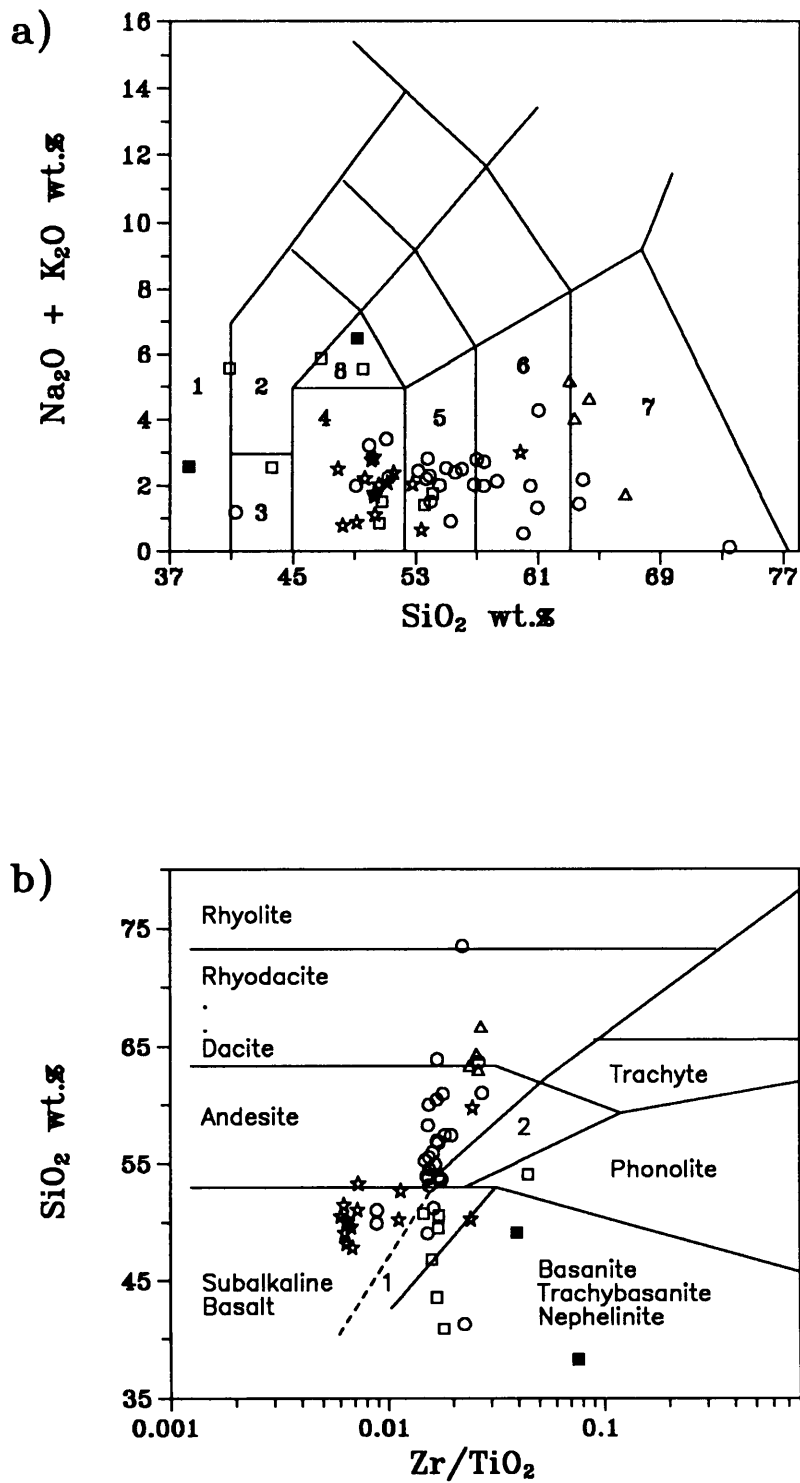 a)
Na₂O + K₂O wt.%
16
14
12
10
8
6
4
2
0
1
2
3
4
5
6
7
8
37
45
53
61
69
77
SiO₂ wt.%
b)
SiO₂ wt.%
75
65
55
45
35
Rhyolite
Rhyodacite
Dacite
Andesite
Subalkaline
Basalt
1
2
Trachyte
Phonolite
Basanite
Trachybasanite
Nephelinite
0.001
0.01
0.1
Zr/TiO₂